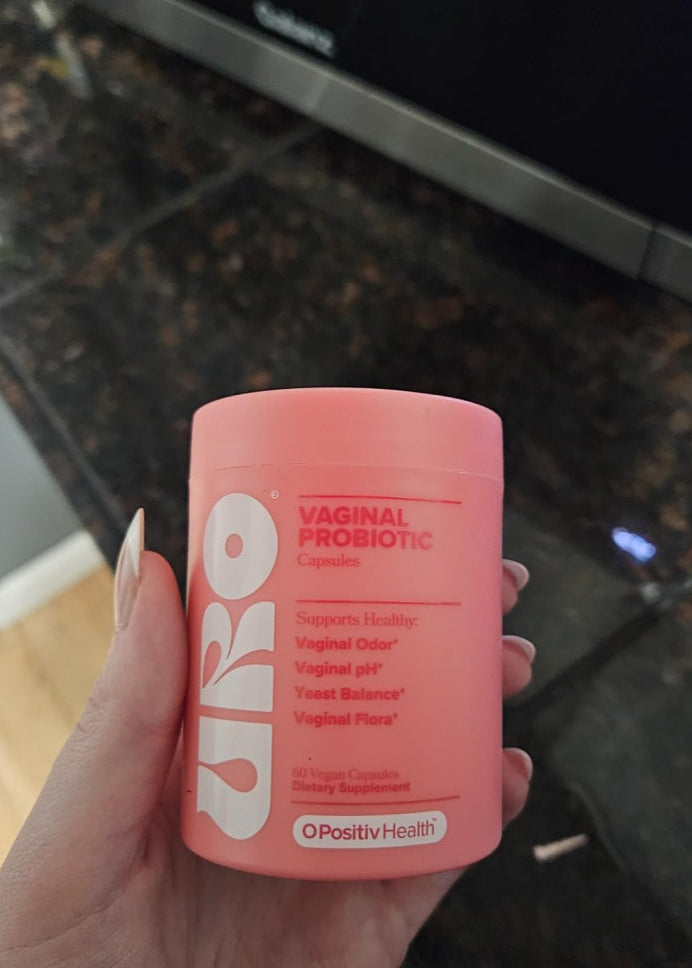 URO®
VAGINAL
PROBIOTIC
Capsules
Supports Healthy:
Vaginal Odor*
Vaginal pH*
Yeast Balance*
Vaginal Flora*
60 Vegan Capsules
Dietary Supplement
OPositiv Health™